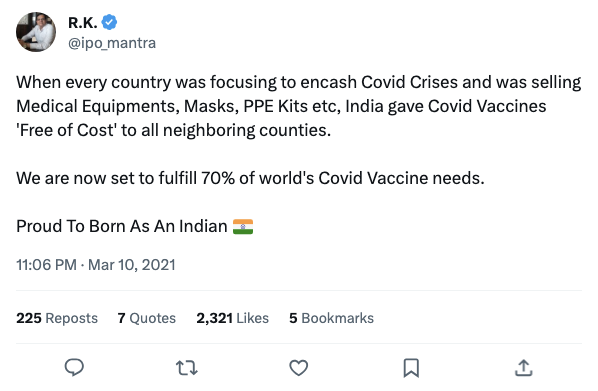 R.K.
@ipo_mantra
When every country was focusing to encash Covid Crises and was selling
Medical Equipments, Masks, PPE Kits etc, India gave Covid Vaccines
'Free of Cost' to all neighboring counties.
We are now set to fulfill 70% of world's Covid Vaccine needs.
Proud To Born As An Indian 🇮🇳
11:06 PM · Mar 10, 2021
225 Reposts 7 Quotes 2,321 Likes 5 Bookmarks